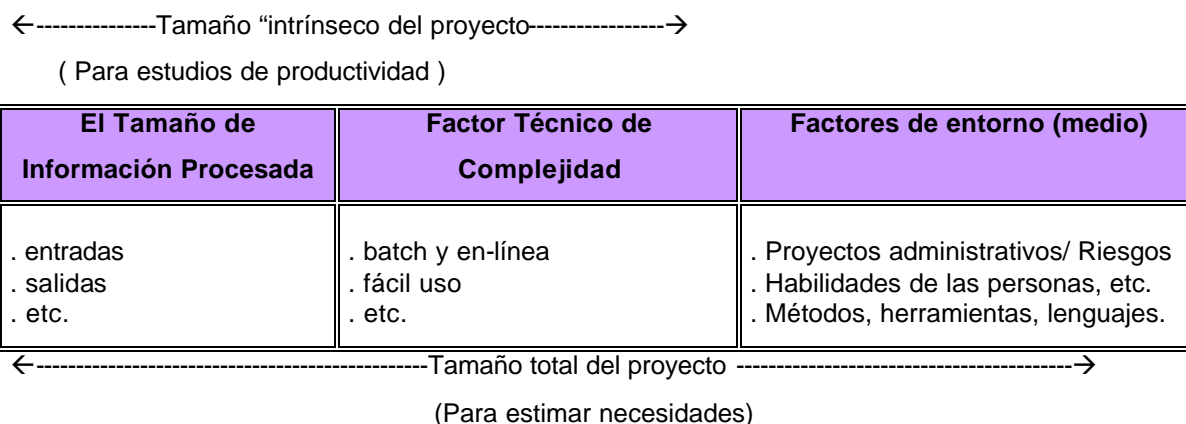 ←---------------Tamaño “intrínseco del proyecto-----------------→
( Para estudios de productividad )
El Tamaño de
Información Procesada
Factor Técnico de
Complejidad
Factores de entorno (medio)
. entradas
. salidas
. etc.
. batch y en-línea
. fácil uso
. etc.
. Proyectos administrativos/ Riesgos
. Habilidades de las personas, etc.
. Métodos, herramientas, lenguajes.
←-------------------------------------------------Tamaño total del proyecto ------------------------------------------→
(Para estimar necesidades)